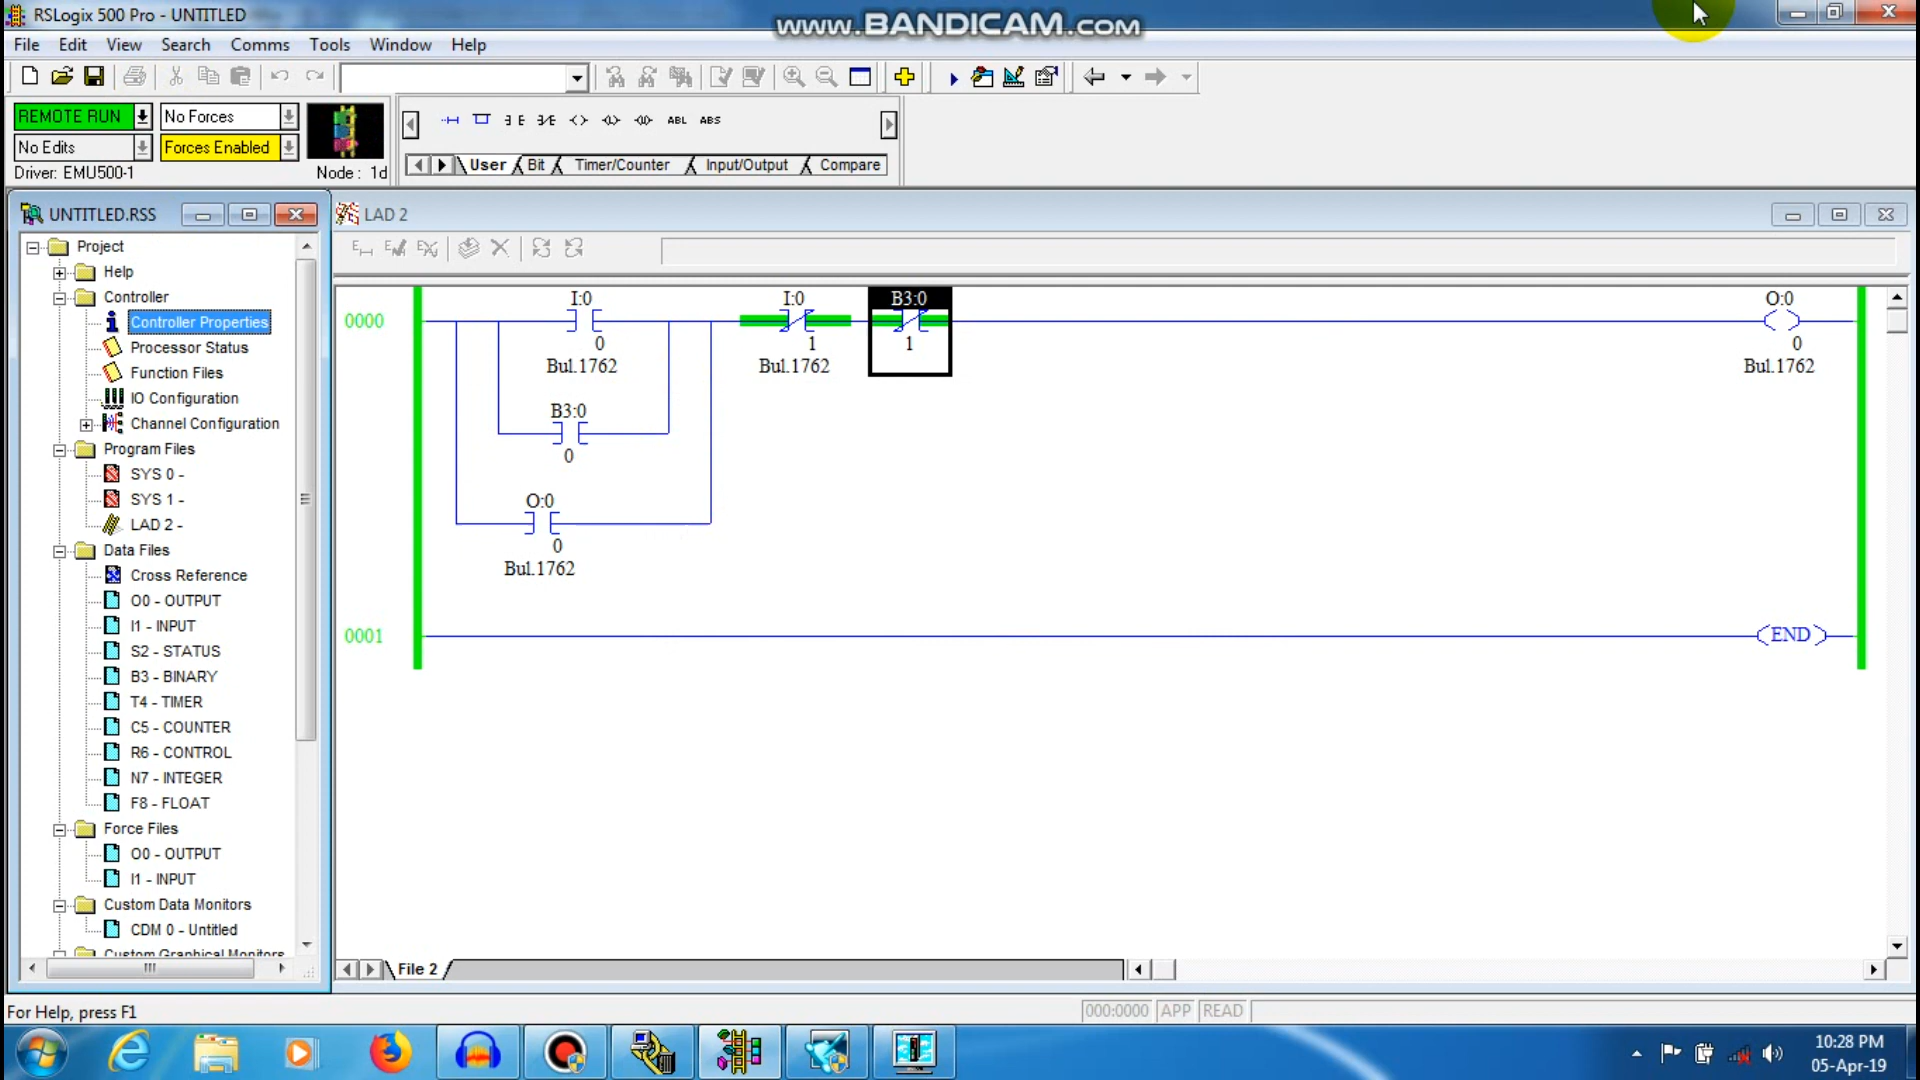 RSLogix 500 Pro - UNTITLED
www.BANDICAM.com
File Edit View Search Comms Tools Window Help
REMOTE RUN No Forces
No Edits Forces Enabled
Driver: EMU500-1 Node : 1d
ABL ABS
User Bit Timer/Counter Input/Output Compare
UNTITLED.RSS
Project
Help
Controller
Controller Properties
Processor Status
Function Files
IO Configuration
Channel Configuration
Program Files
SYS 0 -
SYS 1 -
LAD 2 -
Data Files
Cross Reference
O0 - OUTPUT
I1 - INPUT
S2 - STATUS
B3 - BINARY
T4 - TIMER
C5 - COUNTER
R6 - CONTROL
N7 - INTEGER
F8 - FLOAT
Force Files
O0 - OUTPUT
I1 - INPUT
Custom Data Monitors
CDM 0 - Untitled
Custom Graphical Monitors
LAD 2
I:0 I:0 B3:0 O:0
0000
0 1 1 0
Bul.1762 Bul.1762 Bul.1762
B3:0
0
O:0
0
Bul.1762
0001 END
File 2
For Help, press F1
000:0000 APP READ
10:28 PM
05-Apr-19